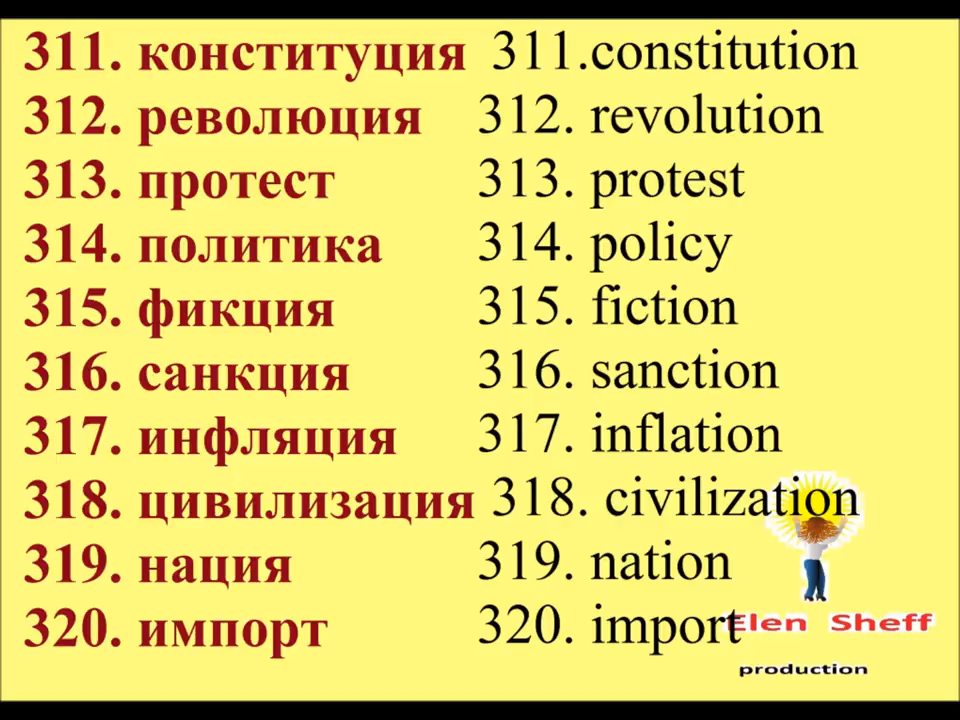 311. конституция 311.constitution
312. революция 312. revolution
313. протест 313. protest
314. политика 314. policy
315. фикция 315. fiction
316. санкция 316. sanction
317. инфляция 317. inflation
318. цивилизация 318. civilization
319. нация 319. nation
320. импорт 320. import
Elen Sheff
production